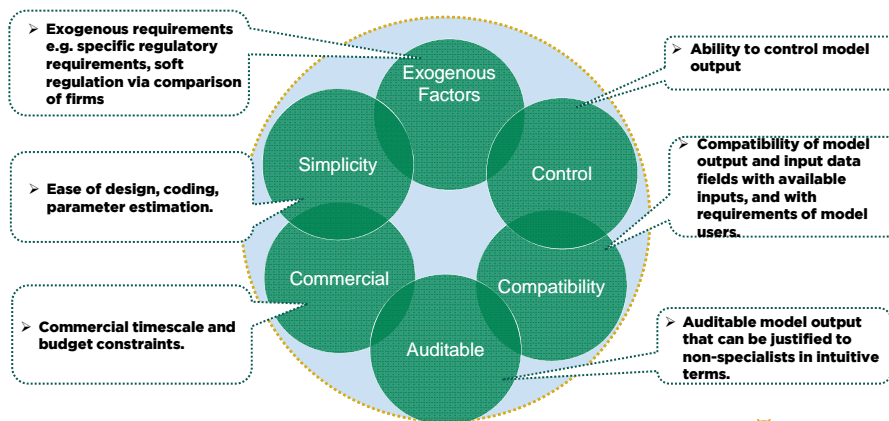 ➢ Exogenous requirements
e.g. specific regulatory
requirements, soft
regulation via comparison
of firms
Exogenous
Factors
➢ Ability to control model
output
Simplicity
Control
➢ Compatibility of model
output and input data
fields with available
inputs, and with
requirements of model
users.
➢ Ease of design, coding,
parameter estimation.
Commercial
Compatibility
➢ Commercial timescale and
budget constraints.
Auditable
➢ Auditable model output
that can be justified to
non-specialists in intuitive
terms.